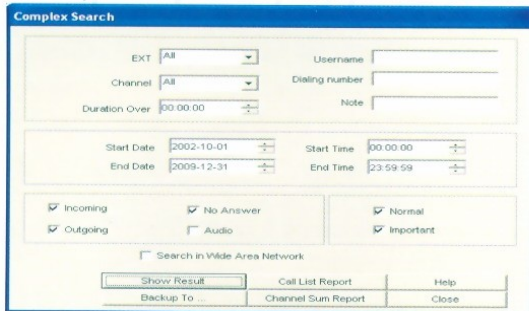 Complex Search
EXT All Username
Channel All Dialing number
Duration Over 00:00:00 Note
Start Date 2002-10-01 Start Time 00:00:00
End Date 2009-12-31 End Time 23:59:59
Incoming No Answer Normal
Outgoing Audio Important
Search in Wide Area Network
Show Result Call List Report Help
Backup To ... Channel Sum Report Close